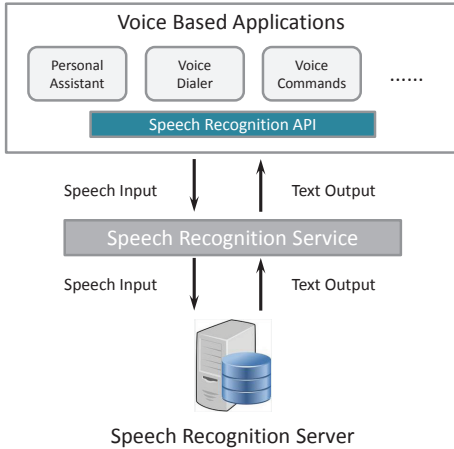 Voice Based Applications
Personal
Assistant
Voice
Dialer
Voice
Commands
......
Speech Recognition API
Speech Input
Text Output
Speech Recognition Service
Speech Input
Text Output
Speech Recognition Server